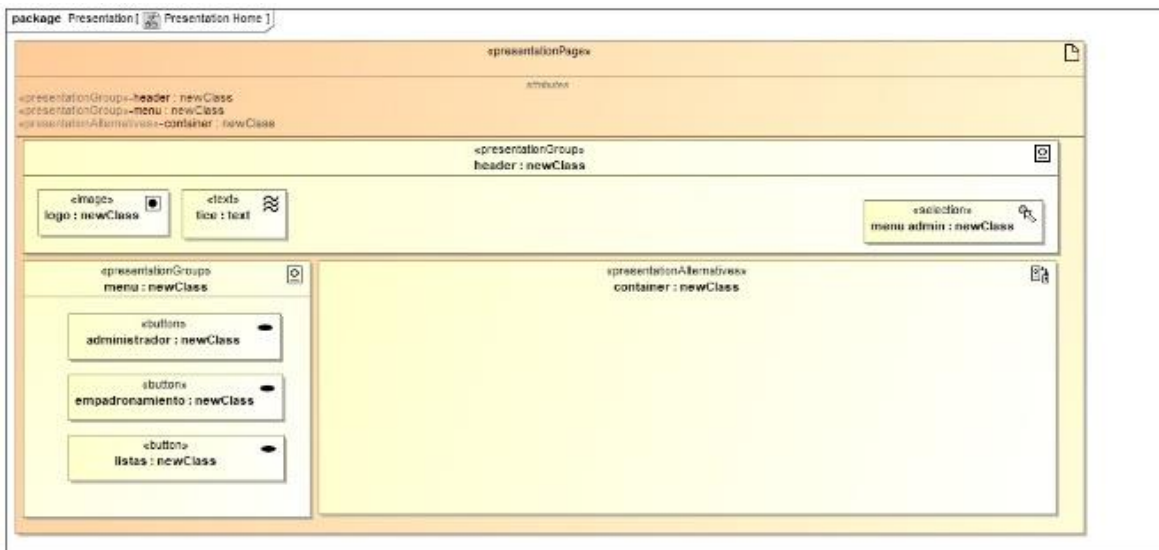 package Presentation [ Presentation Home ]
«presentationPage»
attributes
«presentationGroup»-header : newClass
«presentationGroup»-menu : newClass
«presentationAlternatives»-container : newClass
«presentationGroup»
header : newClass
«image»
logo : newClass
«text»
tice : text
«selection»
menu admin : newClass
«presentationGroup»
menu : newClass
«presentationAlternatives»
container : newClass
«button»
administrador : newClass
«button»
empadronamiento : newClass
«button»
listas : newClass